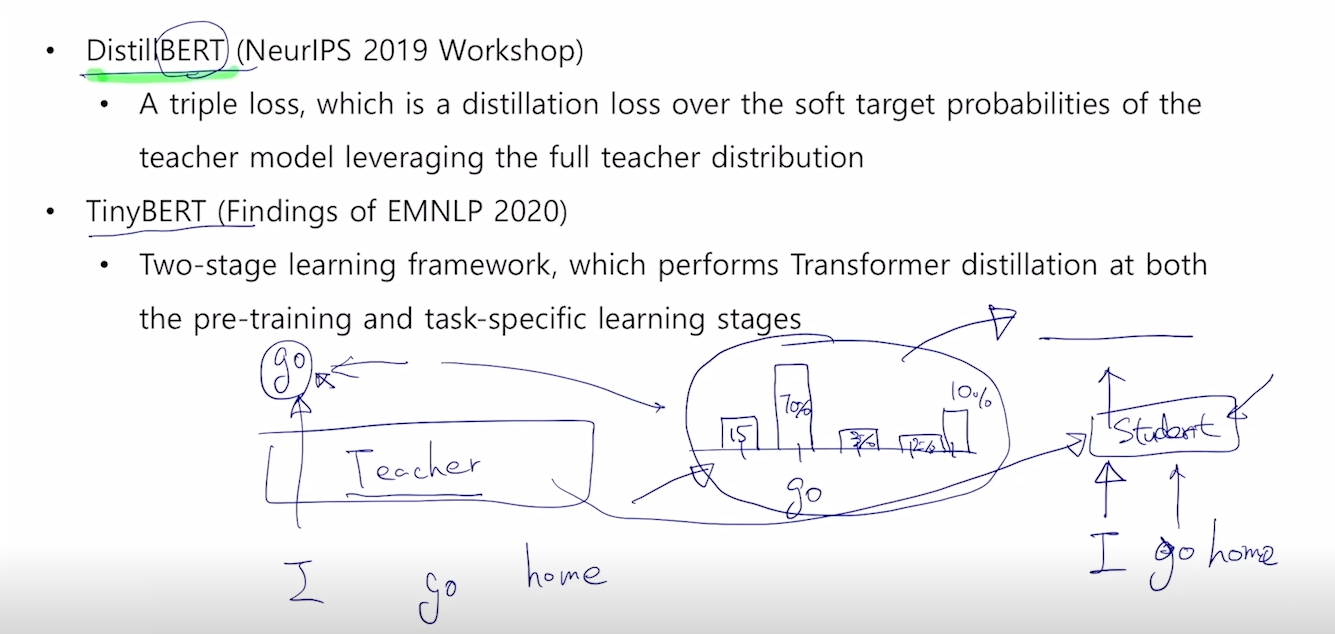 • DistillBERT (NeurIPS 2019 Workshop)
• A triple loss, which is a distillation loss over the soft target probabilities of the
teacher model leveraging the full teacher distribution
• TinyBERT (Findings of EMNLP 2020)
• Two-stage learning framework, which performs Transformer distillation at both
the pre-training and task-specific learning stages
go
15 70% 10%
Teacher
go
Student
I go home
I go home